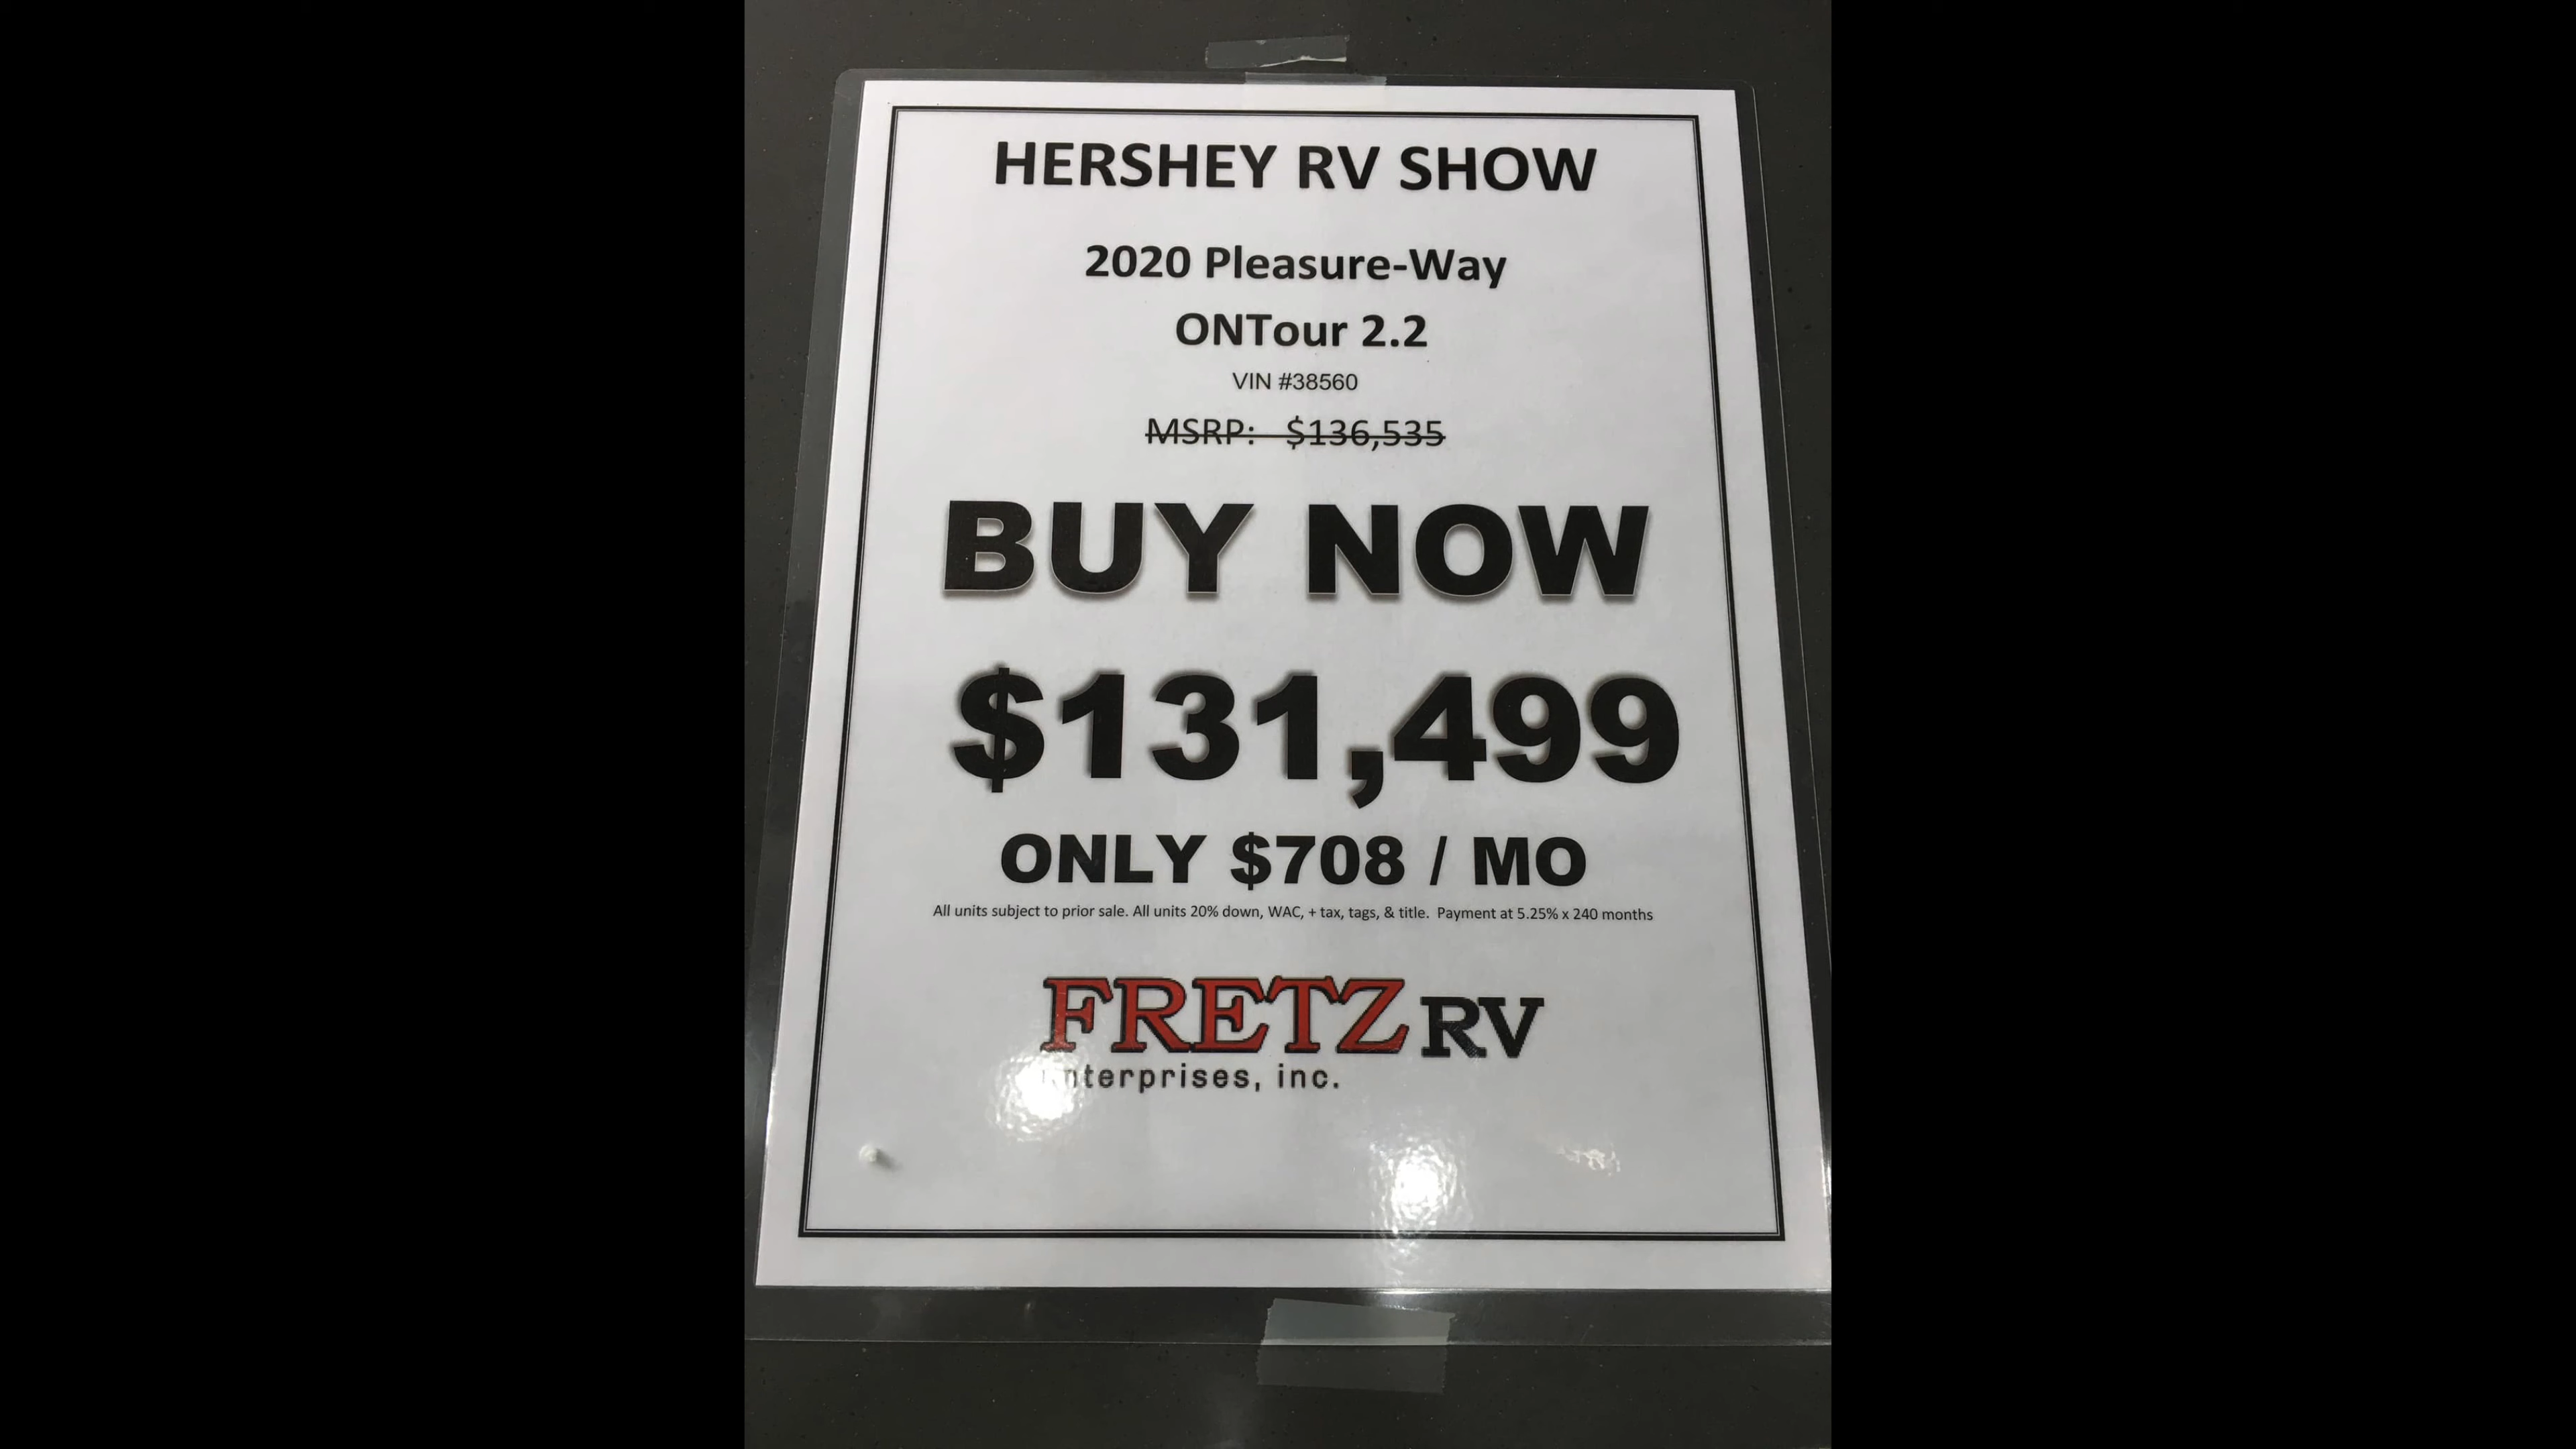 HERSHEY RV SHOW
2020 Pleasure-Way
ONTour 2.2
VIN #38560
MSRP: $136,535
BUY NOW
$131,499
ONLY $708 / MO
All units subject to prior sale. All units 20% down, WAC, + tax, tags, & title. Payment at 5.25% x 240 months
FRETZ RV
enterprises, inc.